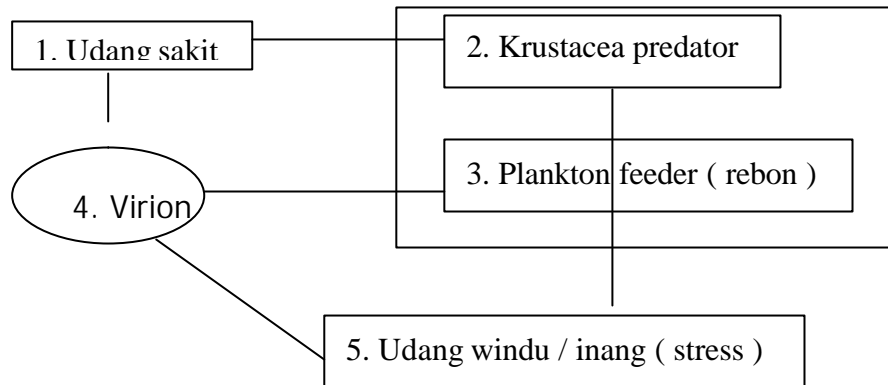 1. Udang sakit
2. Krustacea predator
3. Plankton feeder ( rebon )
4. Virion
5. Udang windu / inang ( stress )